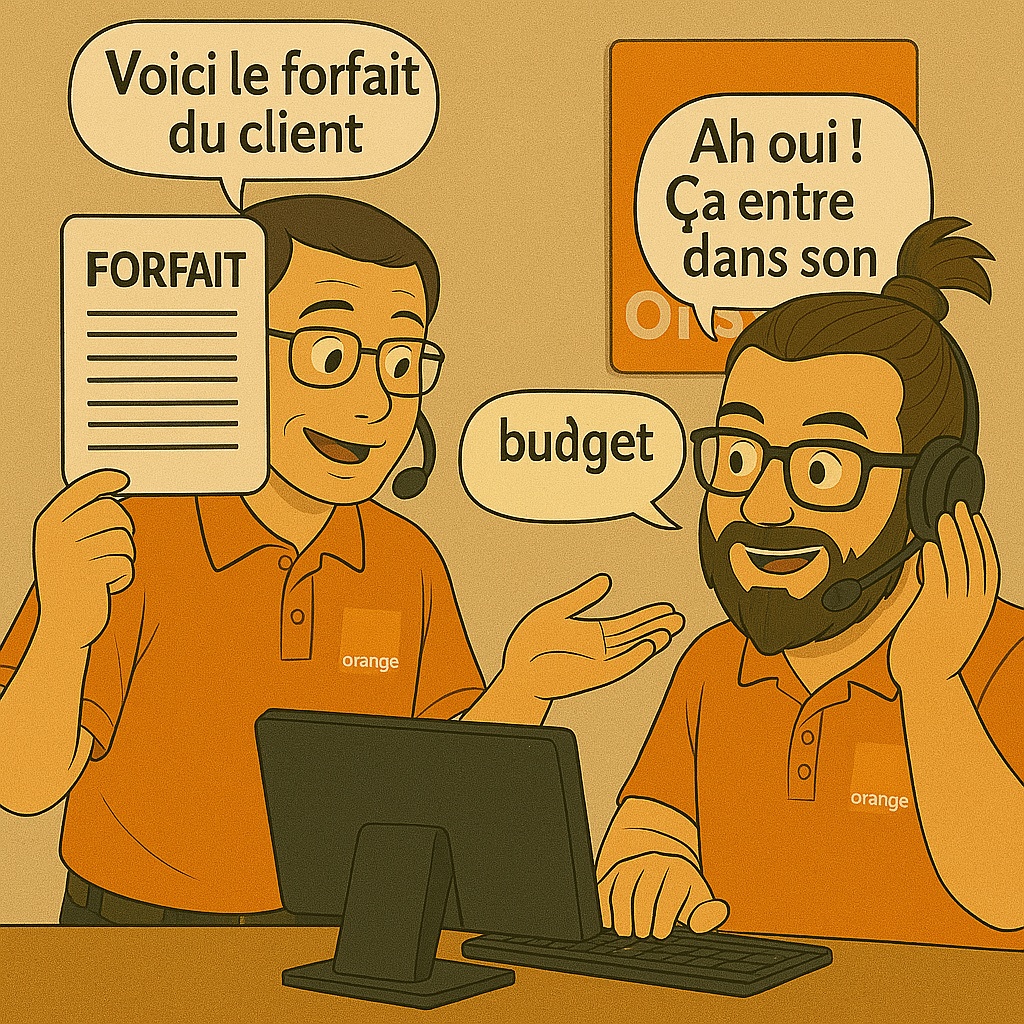 Voici le forfait
du client
Ah oui !
Ça entre
dans son
budget
FORFAIT
orange
orange